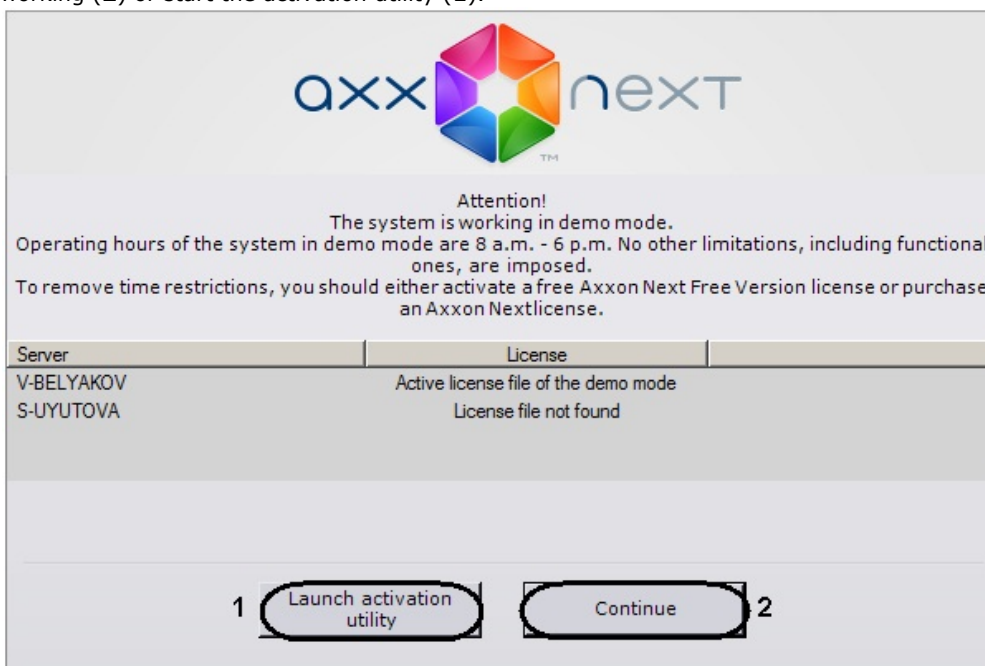 working (2) or start the activation utility (1).
axxnext
TM
Attention!
The system is working in demo mode.
Operating hours of the system in demo mode are 8 a.m. - 6 p.m. No other limitations, including functional
ones, are imposed.
To remove time restrictions, you should either activate a free Axxon Next Free Version license or purchase
an Axxon Nextlicense.
Server License
V-BELYAKOV Active license file of the demo mode
S-UYUTOVA License file not found
1 Launch activation utility Continue 2